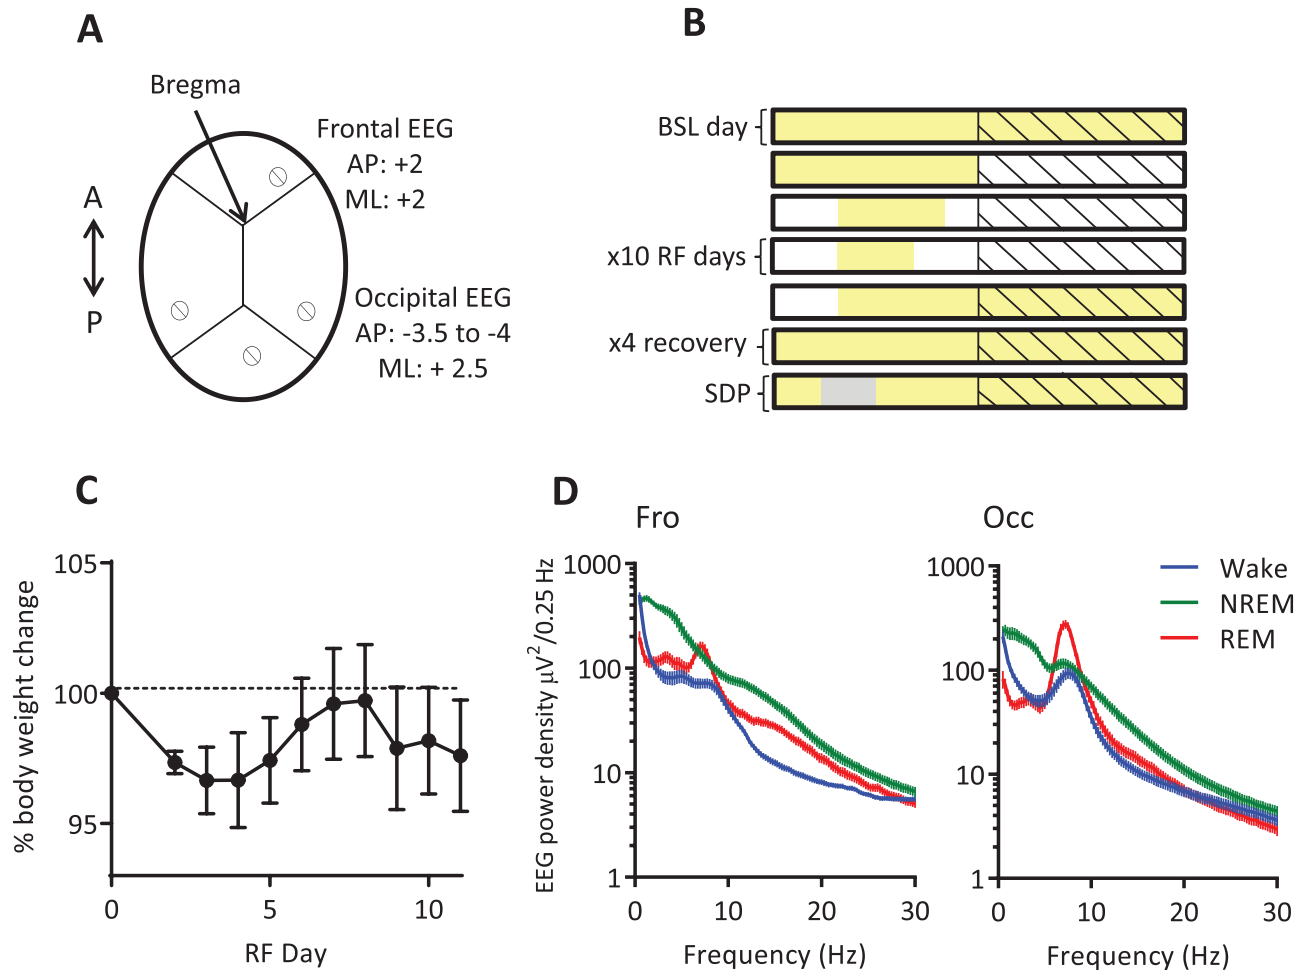 A
Bregma
Frontal EEG
AP: +2
ML: +2
A
P
Occipital EEG
AP: -3.5 to -4
ML: + 2.5
B
BSL day
x10 RF days
x4 recovery
SDP
C
% body weight change
105
100
95
0
5
10
RF Day
D
Fro
EEG power density µV²/0.25 Hz
1000
100
10
1
0
10
20
30
Frequency (Hz)
Occ
1000
100
10
1
0
10
20
30
Frequency (Hz)
Wake
NREM
REM